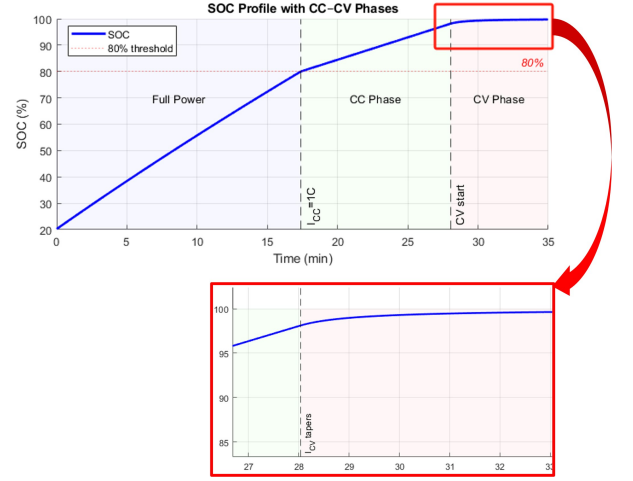 SOC Profile with CC−CV Phases
SOC
80% threshold
80%
Full Power
CC Phase
CV Phase
I_CC=1C
CV start
SOC (%)
100
90
80
70
60
50
40
30
20
0 5 10 15 20 25 30 35
Time (min)
100
95
90
85
I_CV tapers
27 28 29 30 31 32 33